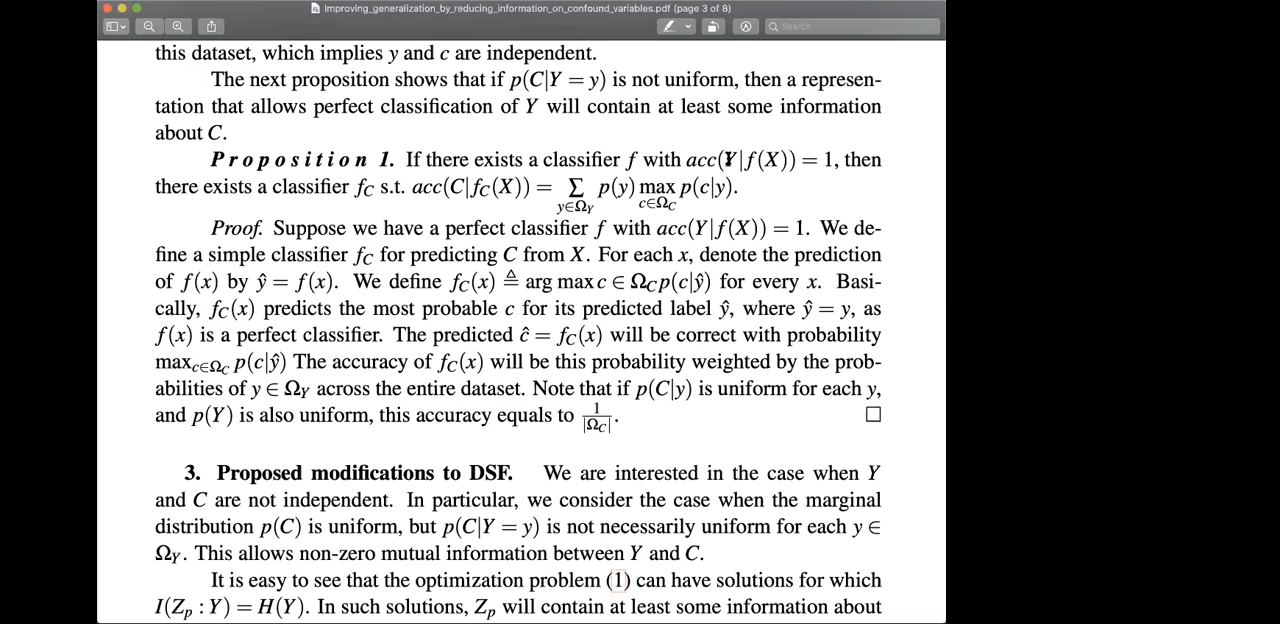 Improving_generalization_by_reducing_information_on_confound_variables.pdf (page 3 of 8)
Search
this dataset, which implies y and c are independent.
The next proposition shows that if p(C|Y = y) is not uniform, then a represen-
tation that allows perfect classification of Y will contain at least some information
about C.
Proposition 1. If there exists a classifier f with acc(Y|f(X)) = 1, then
there exists a classifier f_C s.t. acc(C|f_C(X)) = ∑_{y∈Ω_Y} p(y) max_{c∈Ω_C} p(c|y).
Proof. Suppose we have a perfect classifier f with acc(Y|f(X)) = 1. We de-
fine a simple classifier f_C for predicting C from X. For each x, denote the prediction
of f(x) by ŷ = f(x). We define f_C(x) ≜ arg max c ∈ Ω_C p(c|ŷ) for every x. Basi-
cally, f_C(x) predicts the most probable c for its predicted label ŷ, where ŷ = y, as
f(x) is a perfect classifier. The predicted ĉ = f_C(x) will be correct with probability
max_{c∈Ω_C} p(c|ŷ) The accuracy of f_C(x) will be this probability weighted by the prob-
abilities of y ∈ Ω_Y across the entire dataset. Note that if p(C|y) is uniform for each y,
and p(Y) is also uniform, this accuracy equals to 1/|Ω_C|. □
3. Proposed modifications to DSF. We are interested in the case when Y
and C are not independent. In particular, we consider the case when the marginal
distribution p(C) is uniform, but p(C|Y = y) is not necessarily uniform for each y ∈
Ω_Y. This allows non-zero mutual information between Y and C.
It is easy to see that the optimization problem (1) can have solutions for which
I(Z_p : Y) = H(Y). In such solutions, Z_p will contain at least some information about